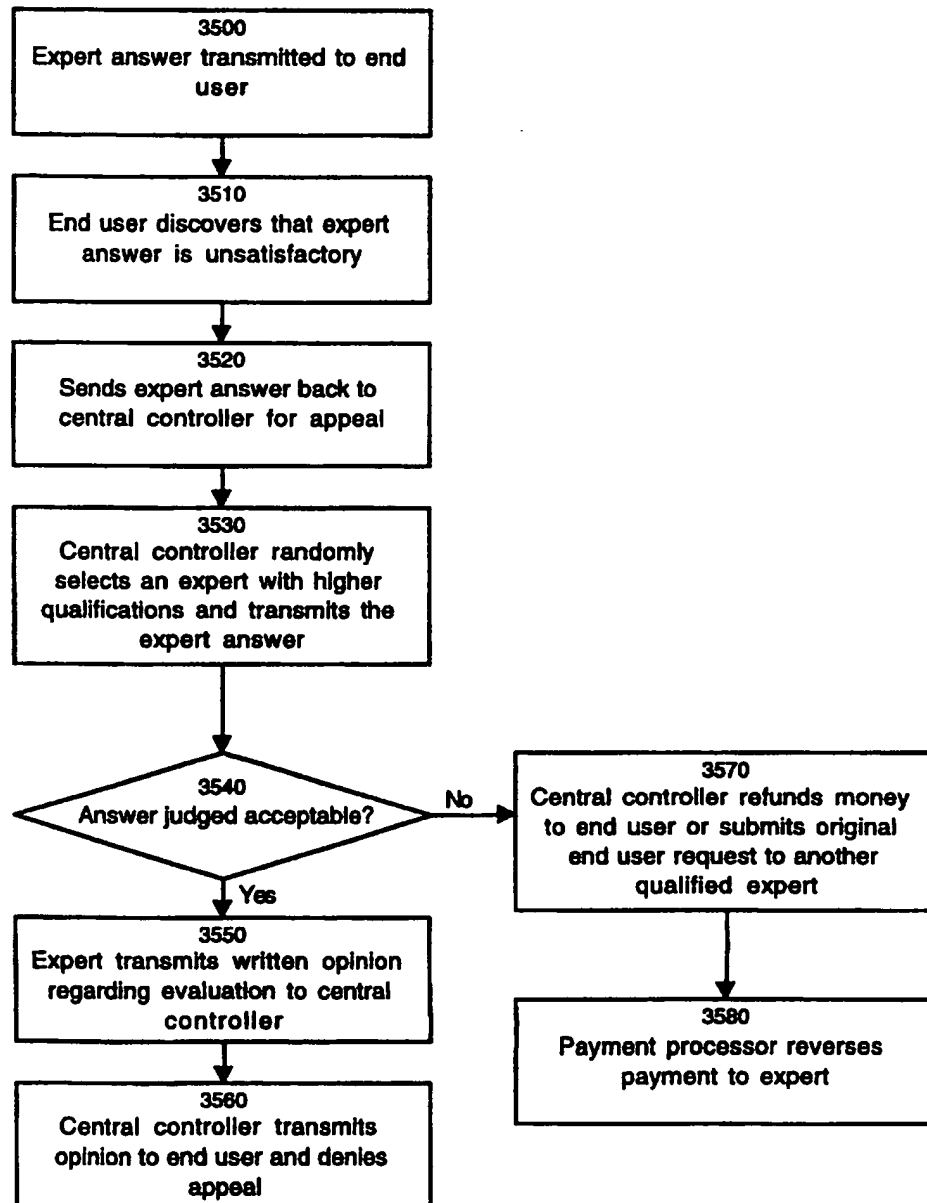 3500
Expert answer transmitted to end
user
3510
End user discovers that expert
answer is unsatisfactory
3520
Sends expert answer back to
central controller for appeal
3530
Central controller randomly
selects an expert with higher
qualifications and transmits the
expert answer
3540
Answer judged acceptable?
No
Yes
3550
Expert transmits written opinion
regarding evaluation to central
controller
3560
Central controller transmits
opinion to end user and denies
appeal
3570
Central controller refunds money
to end user or submits original
end user request to another
qualified expert
3580
Payment processor reverses
payment to expert